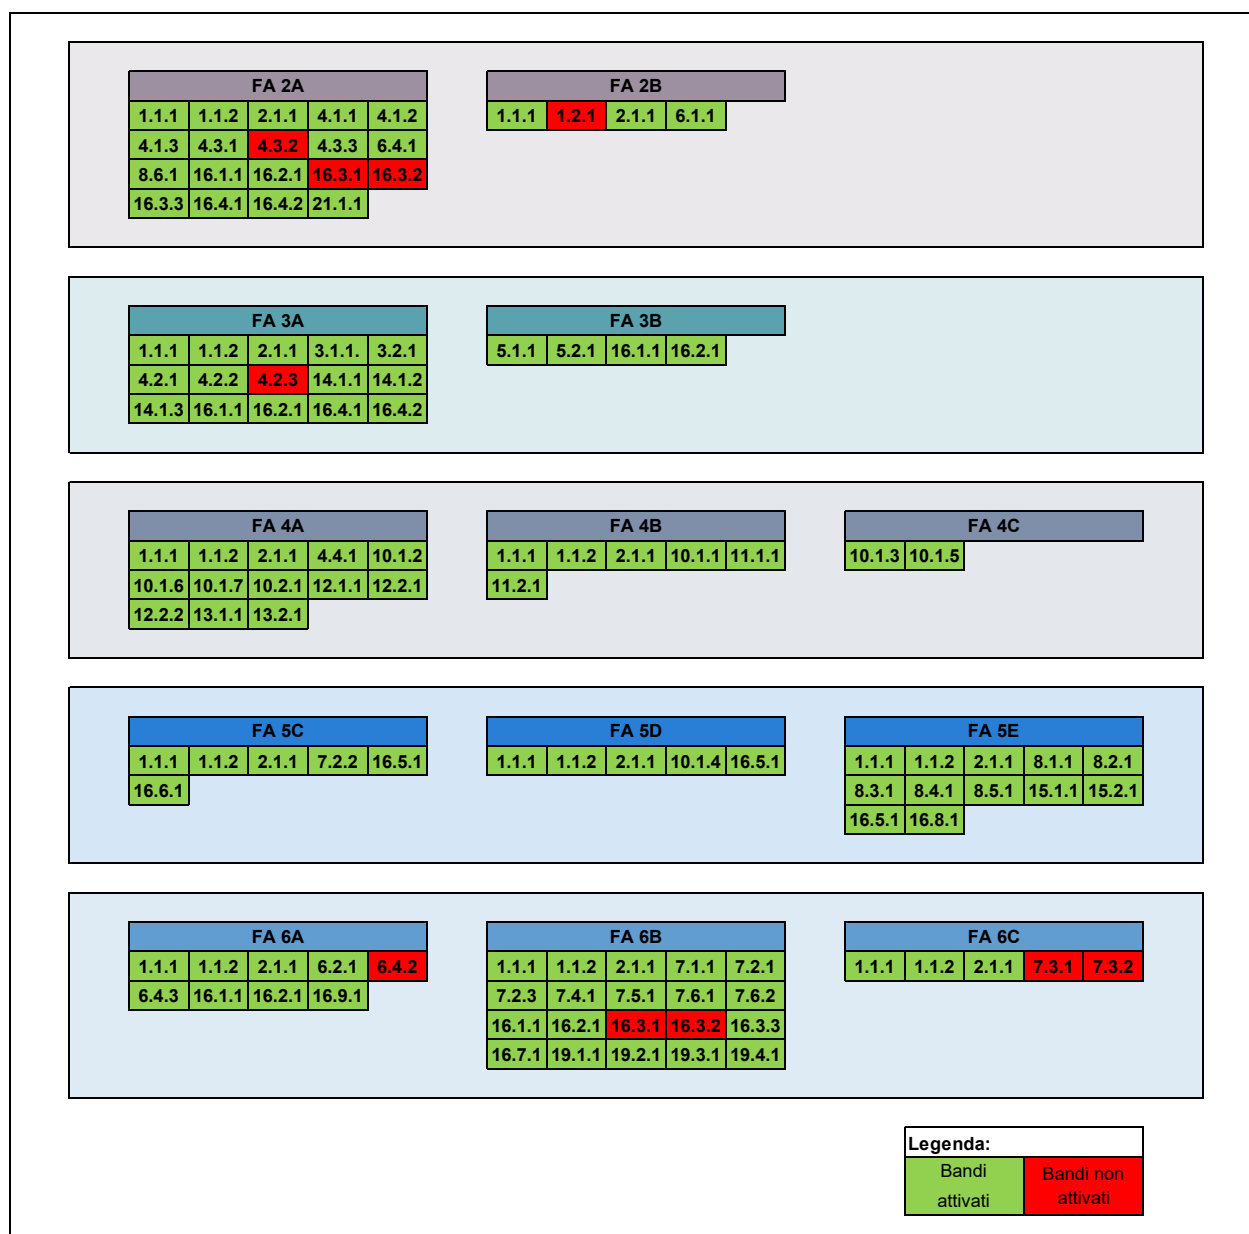 FA 2A FA 2B
1.1.1 1.1.2 2.1.1 4.1.1 4.1.2 1.1.1 1.2.1 2.1.1 6.1.1
4.1.3 4.3.1 4.3.2 4.3.3 6.4.1
8.6.1 16.1.1 16.2.1 16.3.1 16.3.2
16.3.3 16.4.1 16.4.2 21.1.1
FA 3A FA 3B
1.1.1 1.1.2 2.1.1 3.1.1. 3.2.1 5.1.1 5.2.1 16.1.1 16.2.1
4.2.1 4.2.2 4.2.3 14.1.1 14.1.2
14.1.3 16.1.1 16.2.1 16.4.1 16.4.2
FA 4A FA 4B FA 4C
1.1.1 1.1.2 2.1.1 4.4.1 10.1.2 1.1.1 1.1.2 2.1.1 10.1.1 11.1.1 10.1.3 10.1.5
10.1.6 10.1.7 10.2.1 12.1.1 12.2.1 11.2.1
12.2.2 13.1.1 13.2.1
FA 5C FA 5D FA 5E
1.1.1 1.1.2 2.1.1 7.2.2 16.5.1 1.1.1 1.1.2 2.1.1 10.1.4 16.5.1 1.1.1 1.1.2 2.1.1 8.1.1 8.2.1
16.6.1 8.3.1 8.4.1 8.5.1 15.1.1 15.2.1
16.5.1 16.8.1
FA 6A FA 6B FA 6C
1.1.1 1.1.2 2.1.1 6.2.1 6.4.2 1.1.1 1.1.2 2.1.1 7.1.1 7.2.1 1.1.1 1.1.2 2.1.1 7.3.1 7.3.2
6.4.3 16.1.1 16.2.1 16.9.1 7.2.3 7.4.1 7.5.1 7.6.1 7.6.2
16.1.1 16.2.1 16.3.1 16.3.2 16.3.3
16.7.1 19.1.1 19.2.1 19.3.1 19.4.1
Legenda:
Bandi Bandi non
attivati attivati